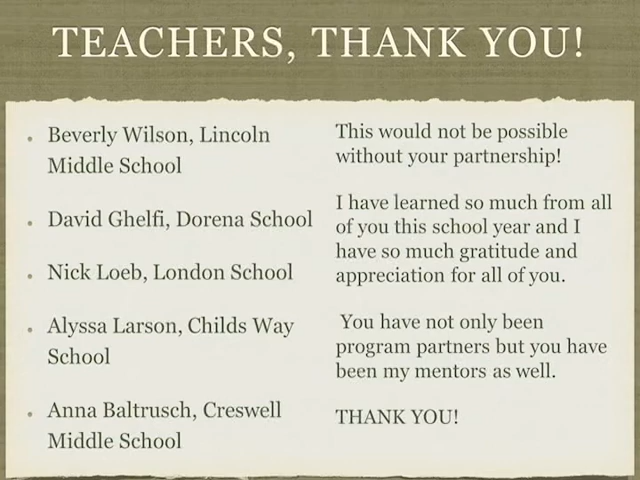 TEACHERS, THANK YOU!
• Beverly Wilson, Lincoln
Middle School
• David Ghelfi, Dorena School
• Nick Loeb, London School
• Alyssa Larson, Childs Way
School
• Anna Baltrusch, Creswell
Middle School
This would not be possible
without your partnership!
I have learned so much from all
of you this school year and I
have so much gratitude and
appreciation for all of you.
You have not only been
program partners but you have
been my mentors as well.
THANK YOU!